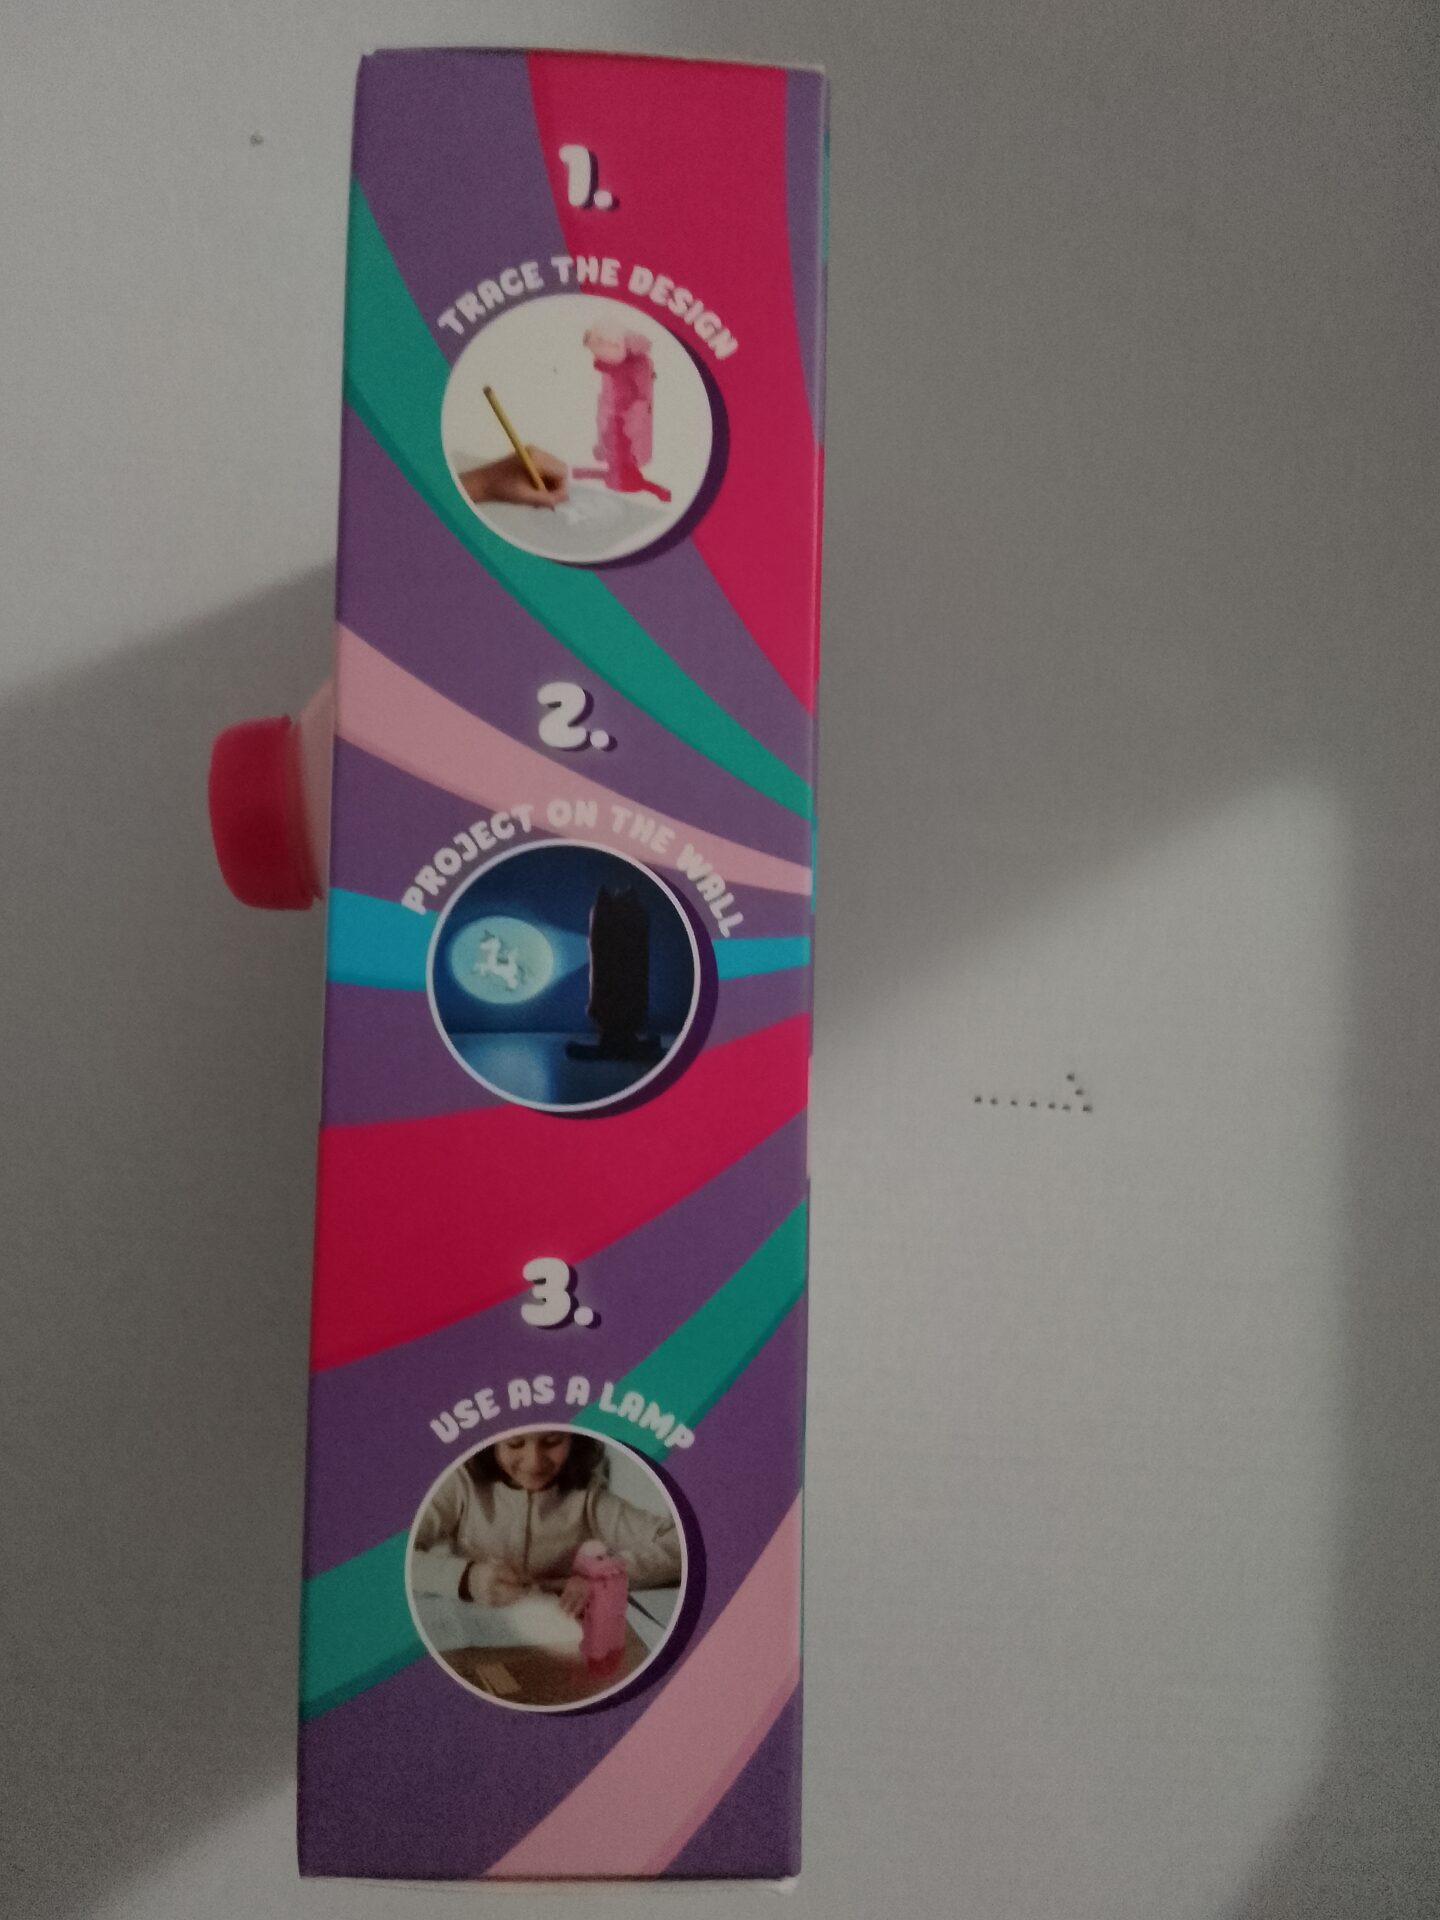 1.
TRACE THE DESIGN
2.
PROJECT ON THE WALL
3.
USE AS A LAMP